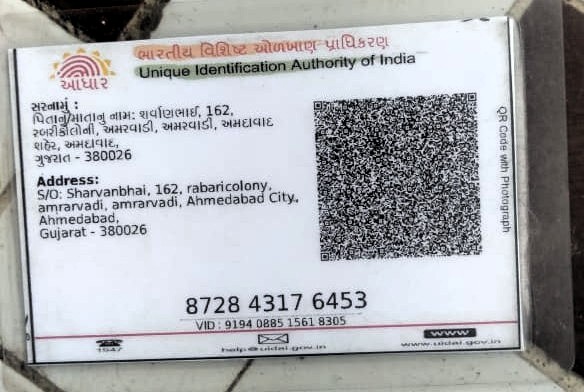 ભારતીય વિશિષ્ટ ઓળખાણ પ્રાધિકરણ
Unique Identification Authority of India
આધાર
સરનામું :
પિતાનું/માતાનું નામ: શર્વાણભાઈ, 162,
રબરીકોલોની, અમરવાડી, અમરવાડી, અમદાવાદ
શહેર, અમદાવાદ,
ગુજરાત - 380026
Address:
S/O: Sharvanbhai, 162, rabaricolony,
amrarvadi, amrarvadi, Ahmedabad City,
Ahmedabad,
Gujarat - 380026
QR Code with Photograph
8728 4317 6453
VID : 9194 0885 1561 8305
1947
help@uidai.gov.in
www
www.uidai.gov.in